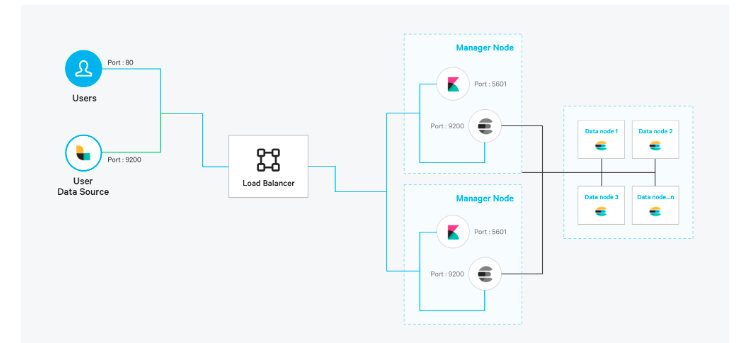 Port : 80
Users
Port : 9200
User
Data Source
Load Balancer
Manager Node
Port : 5601
Port : 9200
Manager Node
Port : 5601
Port : 9200
Data node 1
Data node 2
Data node 3
Data node...n